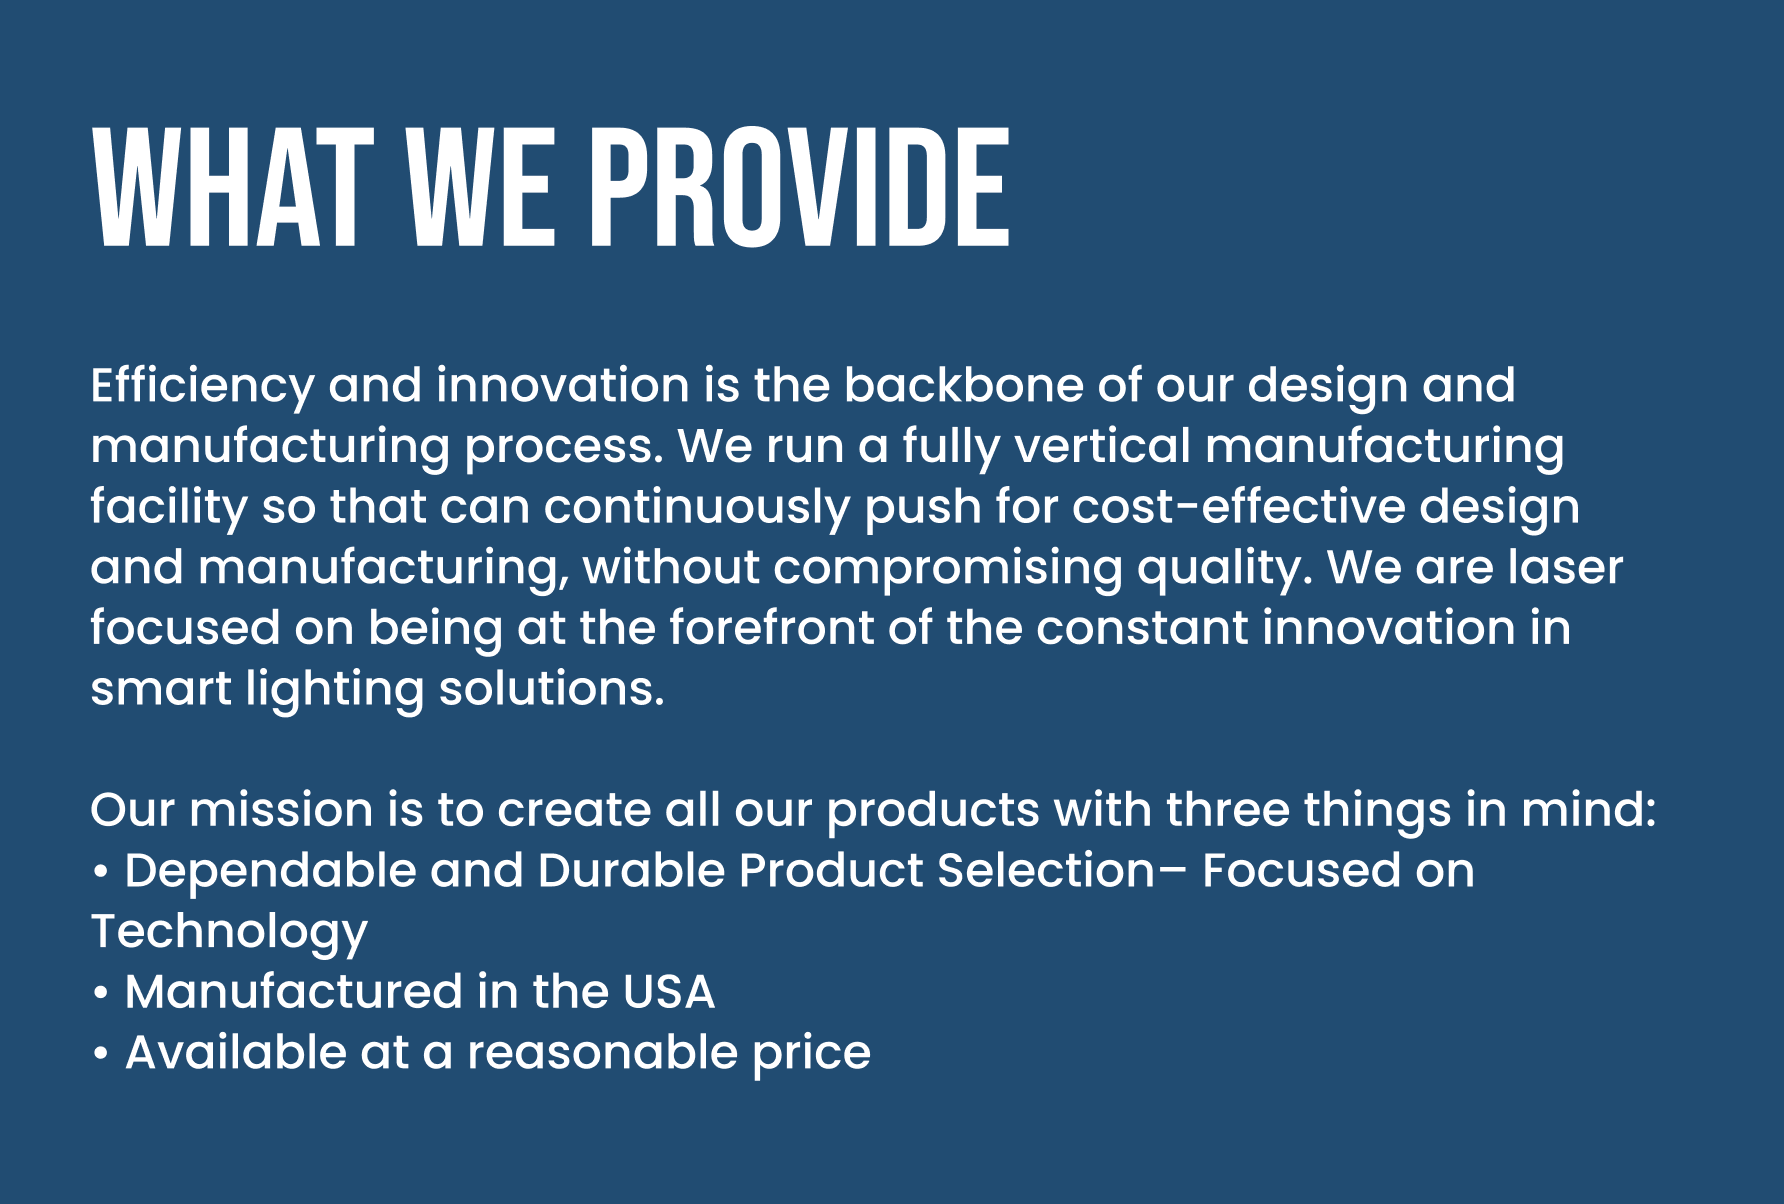 WHAT WE PROVIDE
Efficiency and innovation is the backbone of our design and
manufacturing process. We run a fully vertical manufacturing
facility so that can continuously push for cost-effective design
and manufacturing, without compromising quality. We are laser
focused on being at the forefront of the constant innovation in
smart lighting solutions.
Our mission is to create all our products with three things in mind:
• Dependable and Durable Product Selection– Focused on
Technology
• Manufactured in the USA
• Available at a reasonable price